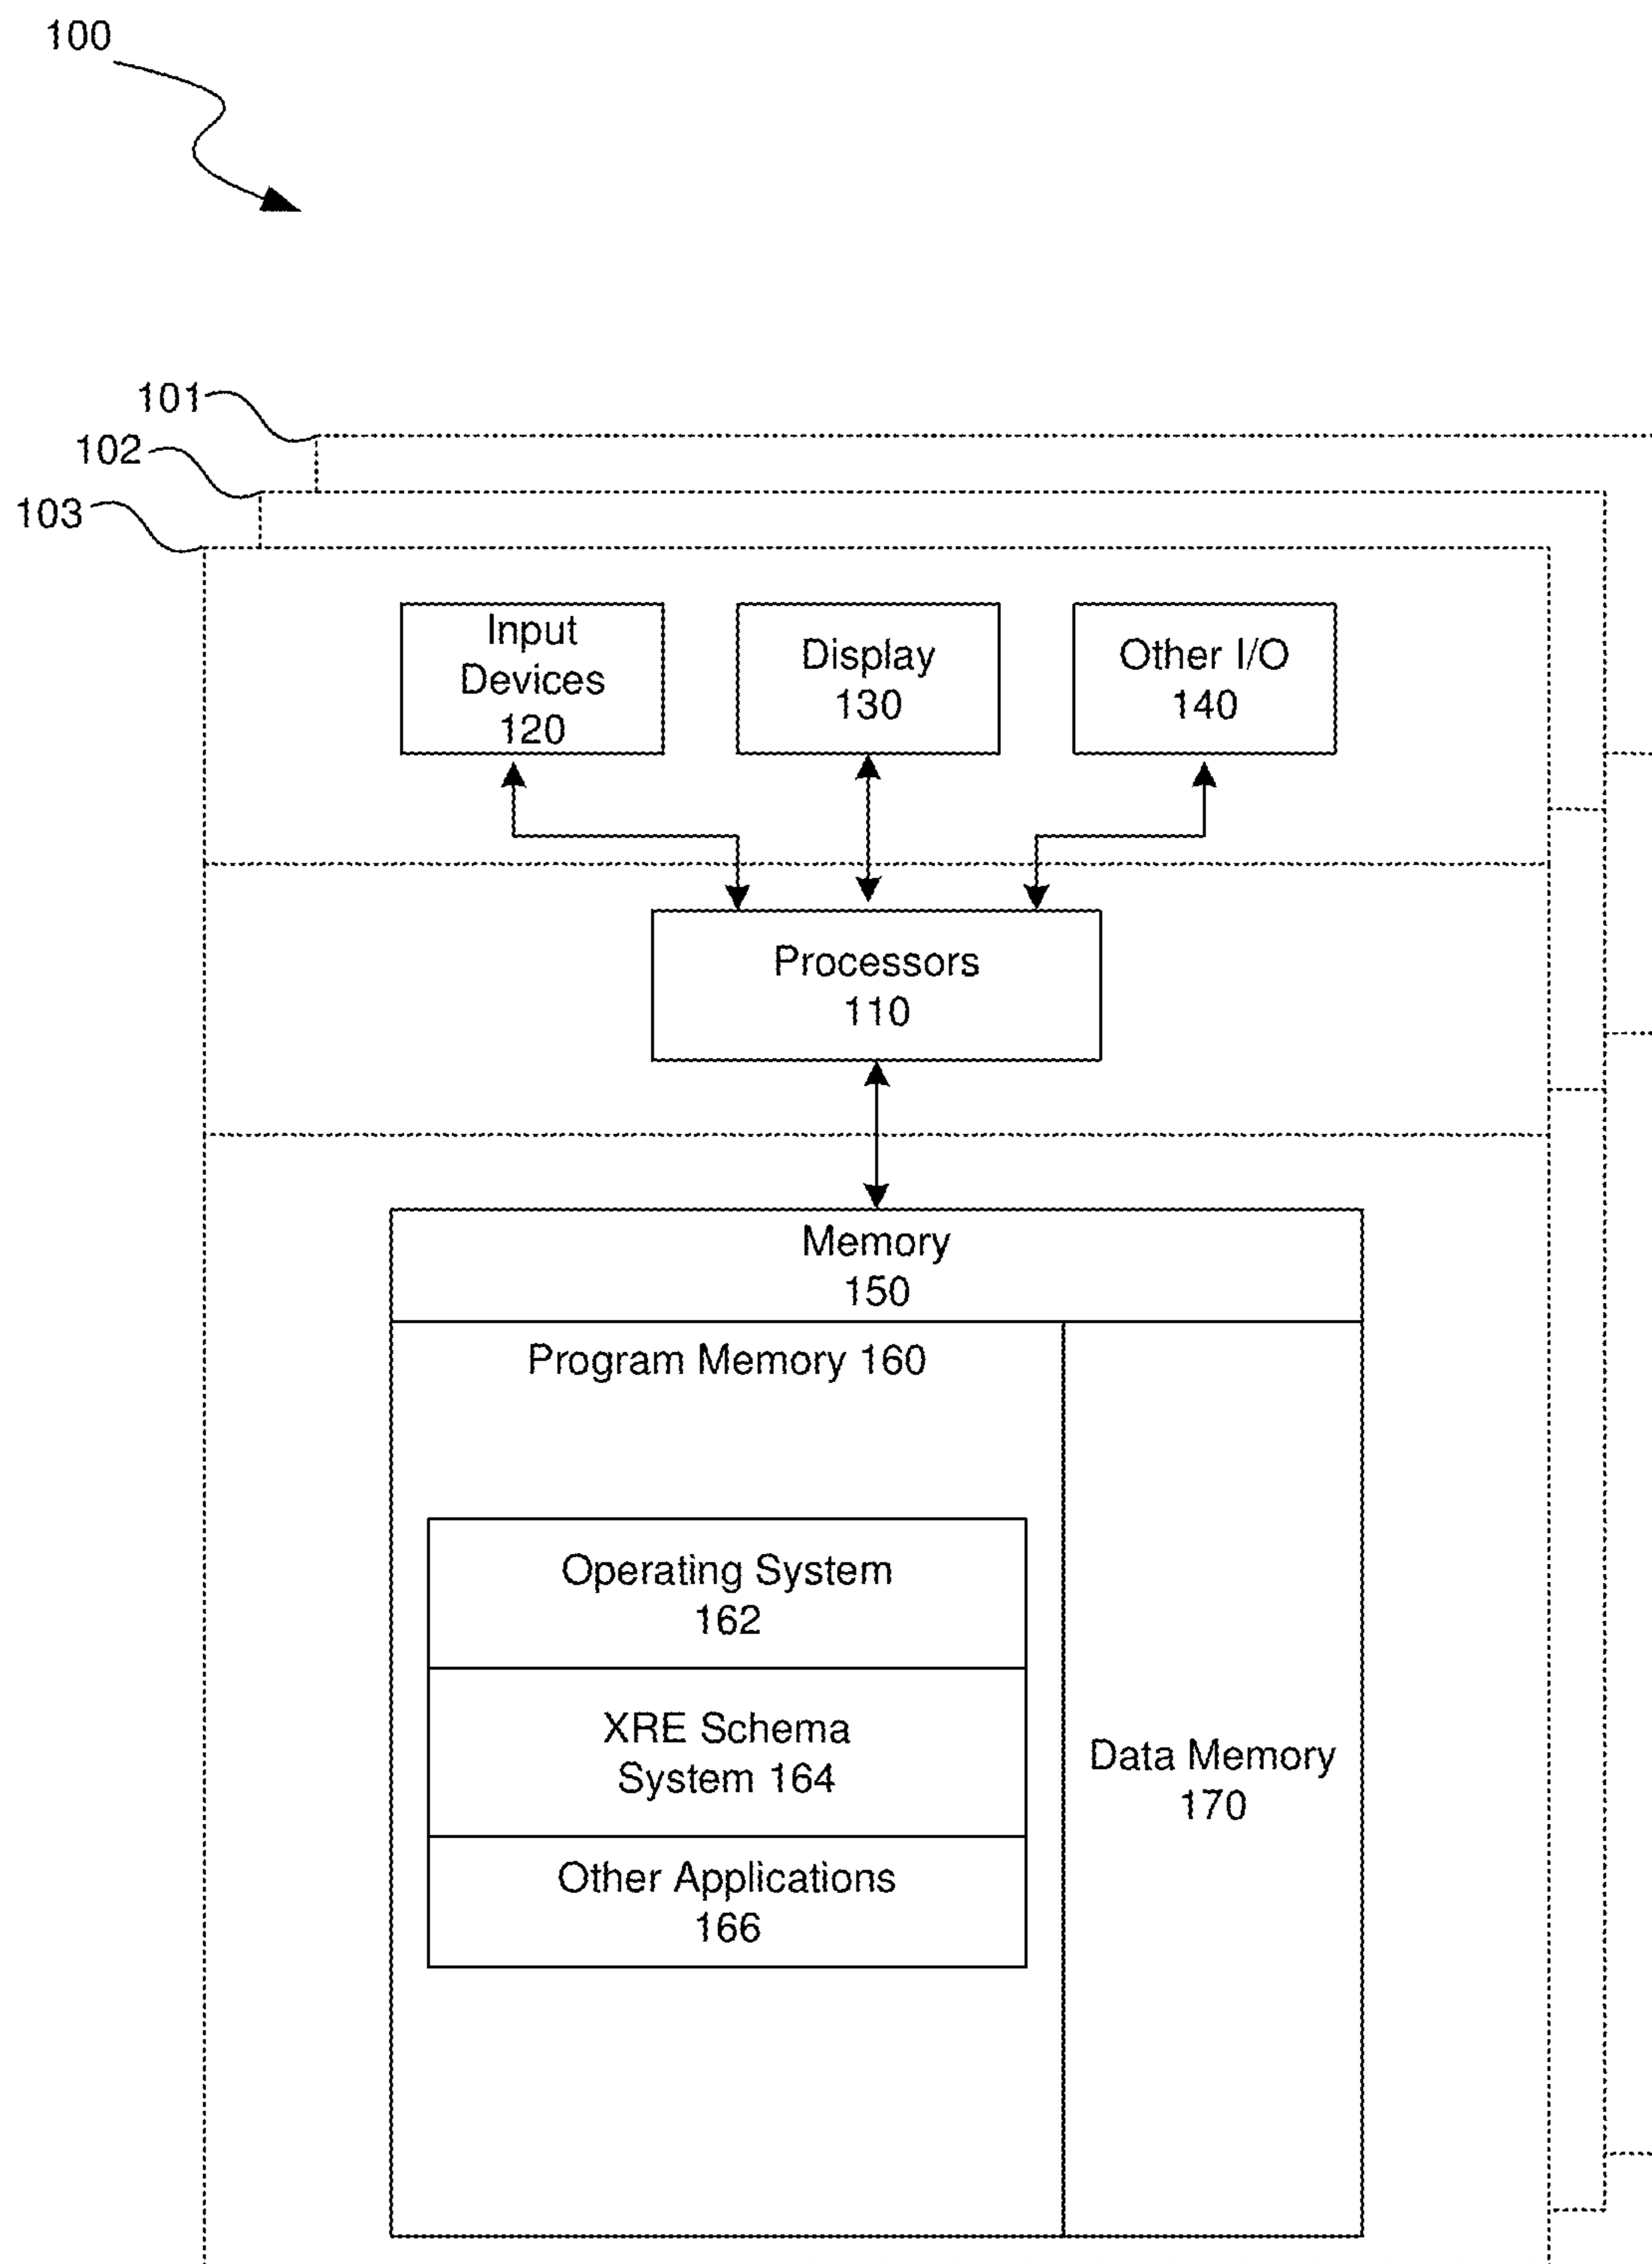 100
101
102
103
Input
Devices
120
Display
130
Other I/O
140
Processors
110
Memory
150
Program Memory 160
Operating System
162
XRE Schema
System 164
Other Applications
166
Data Memory
170